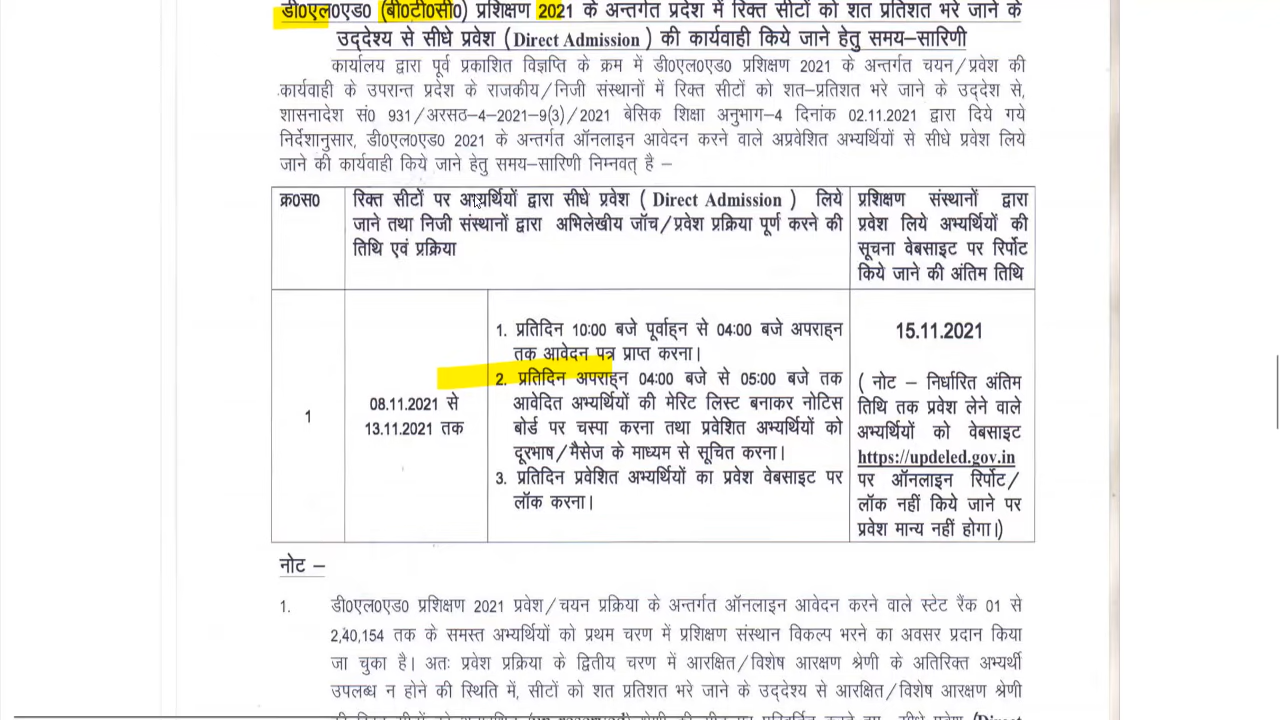 डी०एल०एड० (बी०टी०सी०) प्रशिक्षण 2021 के अन्तर्गत प्रदेश में रिक्त सीटों को शत प्रतिशत भरे जाने के
उद्देश्य से सीधे प्रवेश (Direct Admission ) की कार्यवाही किये जाने हेतु समय–सारिणी
कार्यालय द्वारा पूर्व प्रकाशित विज्ञप्ति के क्रम में डी०एल०एड० प्रशिक्षण 2021 के अन्तर्गत चयन/प्रवेश की
कार्यवाही के उपरान्त प्रदेश के राजकीय/निजी संस्थानों में रिक्त सीटों को शत–प्रतिशत भरे जाने के उद्देश से,
शासनादेश सं० 931/अरसठ–4–2021–9(3)/2021 बेसिक शिक्षा अनुभाग–4 दिनांक 02.11.2021 द्वारा दिये गये
निर्देशानुसार, डी०एल०एड० 2021 के अन्तर्गत ऑनलाइन आवेदन करने वाले अप्रवेशित अभ्यर्थियों से सीधे प्रवेश लिये
जाने की कार्यवाही किये जाने हेतु समय–सारिणी निम्नवत् है –
क्र०स०
रिक्त सीटों पर अभ्यर्थियों द्वारा सीधे प्रवेश ( Direct Admission ) लिये
जाने तथा निजी संस्थानों द्वारा अभिलेखीय जॉच/प्रवेश प्रक्रिया पूर्ण करने की
तिथि एवं प्रक्रिया
प्रशिक्षण संस्थानों द्वारा
प्रवेश लिये अभ्यर्थियों की
सूचना वेबसाइट पर रिर्पोट
किये जाने की अंतिम तिथि
1
08.11.2021 से
13.11.2021 तक
1. प्रतिदिन 10:00 बजे पूर्वाह्न से 04:00 बजे अपराह्न
तक आवेदन पत्र प्राप्त करना।
2. प्रतिदिन अपराह्न 04:00 बजे से 05:00 बजे तक
आवेदित अभ्यर्थियों की मेरिट लिस्ट बनाकर नोटिस
बोर्ड पर चस्पा करना तथा प्रवेशित अभ्यर्थियों को
दूरभाष/मैसेज के माध्यम से सूचित करना।
3. प्रतिदिन प्रवेशित अभ्यर्थियों का प्रवेश वेबसाइट पर
लॉक करना।
15.11.2021
( नोट – निर्धारित अंतिम
तिथि तक प्रवेश लेने वाले
अभ्यर्थियों को वेबसाइट
https://updeled.gov.in
पर ऑनलाइन रिर्पोट/
लॉक नहीं किये जाने पर
प्रवेश मान्य नहीं होगा।)
नोट –
1. डी०एल०एड० प्रशिक्षण 2021 प्रवेश/चयन प्रक्रिया के अन्तर्गत ऑनलाइन आवेदन करने वाले स्टेट रैंक 01 से
2,40,154 तक के समस्त अभ्यर्थियों को प्रथम चरण में प्रशिक्षण संस्थान विकल्प भरने का अवसर प्रदान किया
जा चुका है। अतः प्रवेश प्रक्रिया के द्वितीय चरण में आरक्षित/विशेष आरक्षण श्रेणी के अतिरिक्त अभ्यर्थी
उपलब्ध न होने की स्थिति में, सीटों को शत प्रतिशत भरे जाने के उद्देश्य से आरक्षित/विशेष आरक्षण श्रेणी